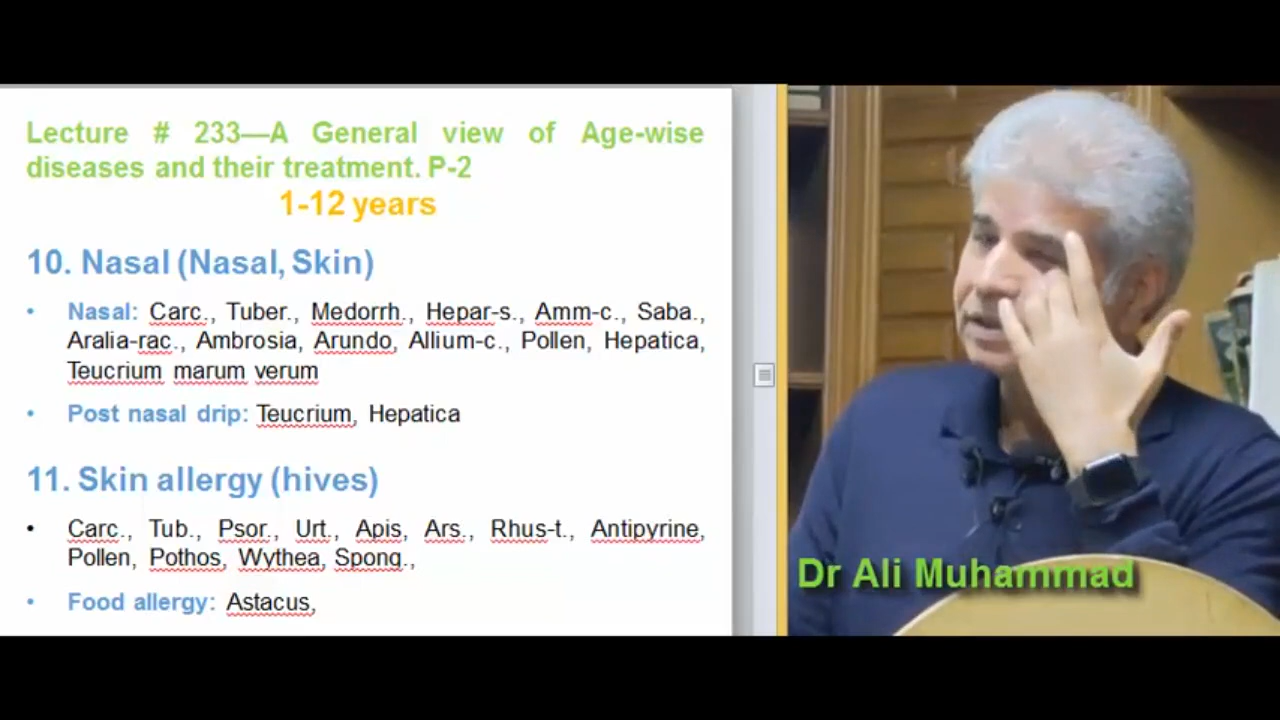 Lecture # 233—A General view of Age-wise
diseases and their treatment. P-2
1-12 years
10. Nasal (Nasal, Skin)
• Nasal: Carc., Tuber., Medorrh., Hepar-s., Amm-c., Saba.,
Aralia-rac., Ambrosia, Arundo, Allium-c., Pollen, Hepatica,
Teucrium marum verum
• Post nasal drip: Teucrium, Hepatica
11. Skin allergy (hives)
• Carc., Tub., Psor., Urt., Apis, Ars., Rhus-t., Antipyrine,
Pollen, Pothos, Wythea, Spong.,
• Food allergy: Astacus,
Dr Ali Muhammad